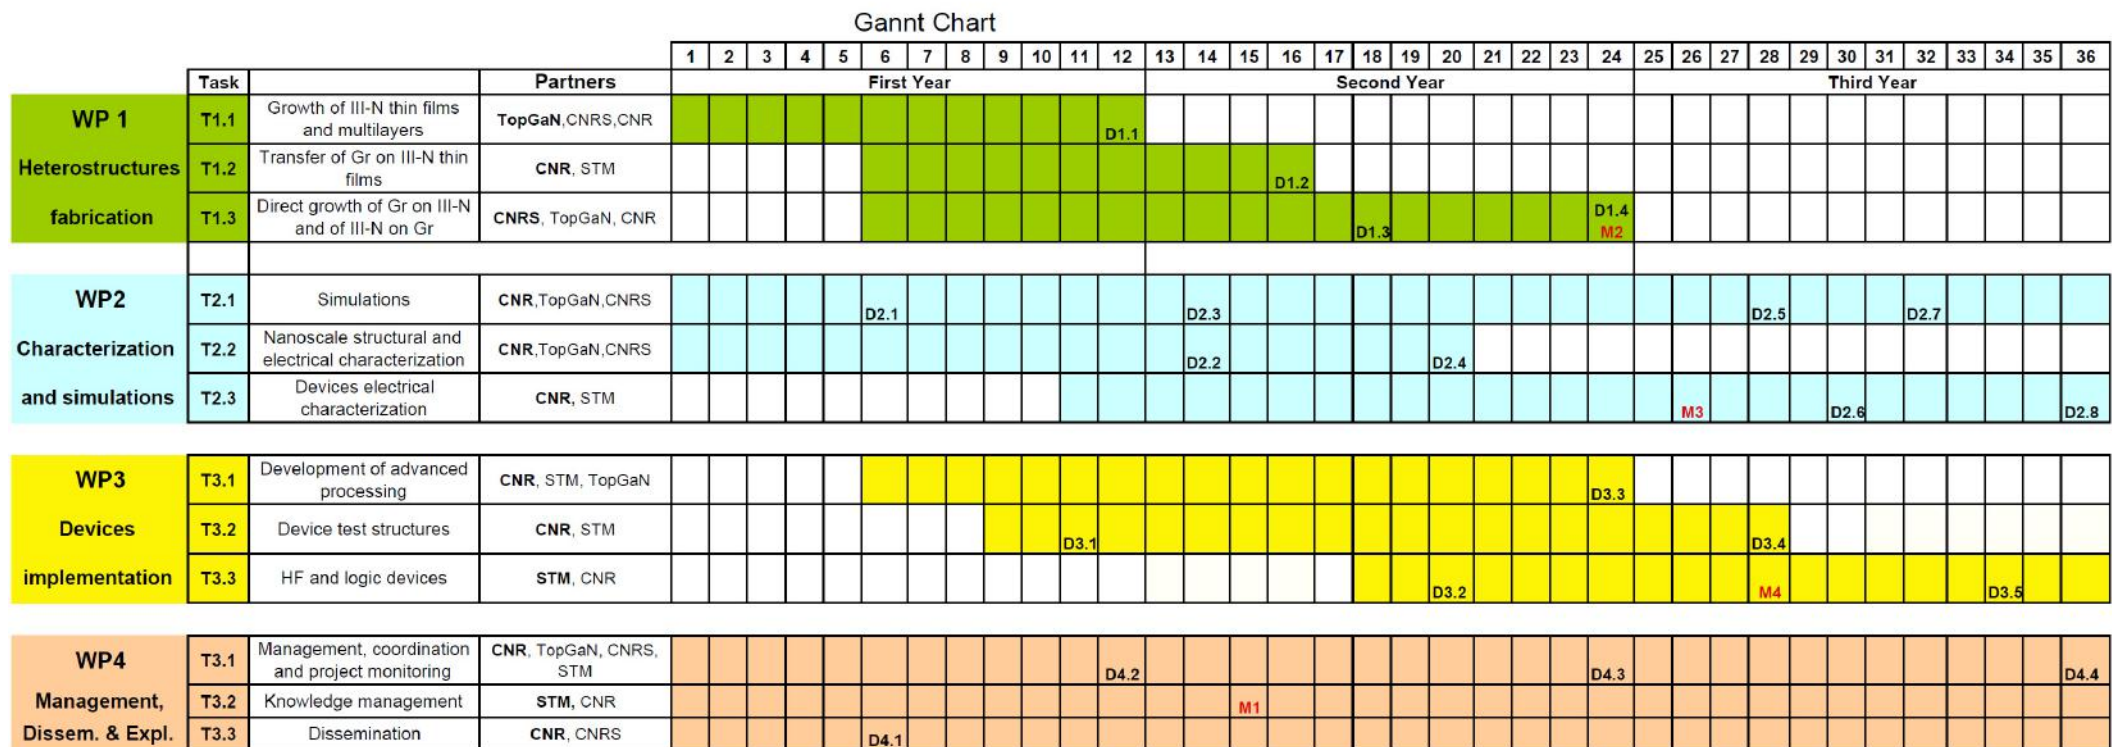 Gannt Chart
1 2 3 4 5 6 7 8 9 10 11 12 13 14 15 16 17 18 19 20 21 22 23 24 25 26 27 28 29 30 31 32 33 34 35 36
Task Partners First Year Second Year Third Year
WP 1
Heterostructures
fabrication
T1.1
Growth of III-N thin films
and multilayers
TopGaN,CNRS,CNR
D1.1
T1.2
Transfer of Gr on III-N thin
films
CNR, STM
D1.2
T1.3
Direct growth of Gr on III-N
and of III-N on Gr
CNRS, TopGaN, CNR
D1.3
D1.4
M2
WP2
Characterization
and simulations
T2.1
Simulations
CNR,TopGaN,CNRS
D2.1 D2.3 D2.5 D2.7
T2.2
Nanoscale structural and
electrical characterization
CNR,TopGaN,CNRS
D2.2 D2.4
T2.3
Devices electrical
characterization
CNR, STM
M3 D2.6 D2.8
WP3
Devices
implementation
T3.1
Development of advanced
processing
CNR, STM, TopGaN
D3.3
T3.2
Device test structures
CNR, STM
D3.1 D3.4
T3.3
HF and logic devices
STM, CNR
D3.2 M4 D3.5
WP4
Management,
Dissem. & Expl.
T3.1
Management, coordination
and project monitoring
CNR, TopGaN, CNRS,
STM
D4.2 D4.3 D4.4
T3.2
Knowledge management
STM, CNR
M1
T3.3
Dissemination
CNR, CNRS
D4.1